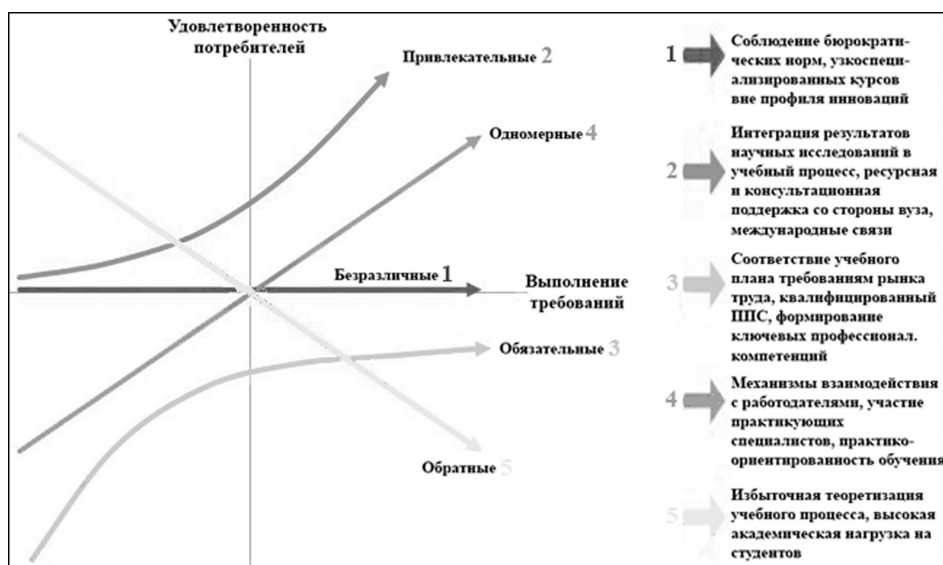 Удовлетворенность
потребителей
Привлекательные 2
Одномерные 4
Безразличные 1
Выполнение
требований
Обязательные 3
Обратные 5
1
Соблюдение бюрократи-
ческих норм, узкоспеци-
ализированных курсов
вне профиля инноваций
2
Интеграция результатов
научных исследований в
учебный процесс, ресурсная
и консультационная
поддержка со стороны вуза,
международные связи
3
Соответствие учебного
плана требованиям рынка
труда, квалифицированный
ППС, формирование
ключевых профессионал.
компетенций
4
Механизмы взаимодействия
с работодателями, участие
практикующих
специалистов, практико-
ориентированность обучения
5
Избыточная теоретизация
учебного процесса, высокая
академическая нагрузка на
студентов